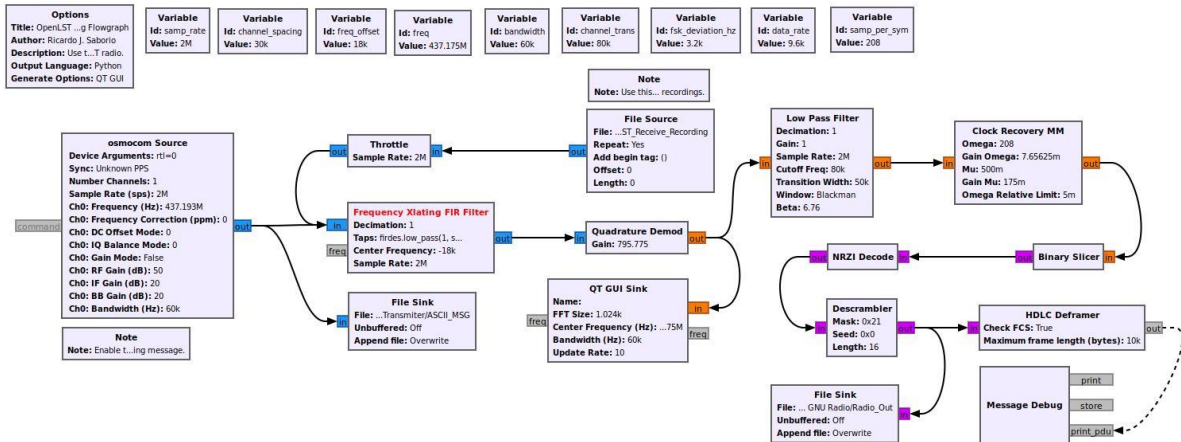 Options
Title: OpenLST ...g Flowgraph
Author: Ricardo J. Saborio
Description: Use t...T radio.
Output Language: Python
Generate Options: QT GUI
Variable
Id: samp_rate
Value: 2M
Variable
Id: channel_spacing
Value: 30k
Variable
Id: freq_offset
Value: 18k
Variable
Id: freq
Value: 437.175M
Variable
Id: bandwidth
Value: 60k
Variable
Id: channel_trans
Value: 80k
Variable
Id: fsk_deviation_hz
Value: 3.2k
Variable
Id: data_rate
Value: 9.6k
Variable
Id: samp_per_sym
Value: 208
Note
Note: Use this... recordings.
osmocom Source
Device Arguments: rtl=0
Sync: Unknown PPS
Number Channels: 1
Sample Rate (sps): 2M
Ch0: Frequency (Hz): 437.193M
Ch0: Frequency Correction (ppm): 0
Ch0: DC Offset Mode: 0
Ch0: IQ Balance Mode: 0
Ch0: Gain Mode: False
Ch0: RF Gain (dB): 50
Ch0: IF Gain (dB): 20
Ch0: BB Gain (dB): 20
Ch0: Bandwidth (Hz): 60k
command
out
Note
Note: Enable t...ing message.
out
Throttle
Sample Rate: 2M
in
out
File Source
File: ...ST_Receive_Recording
Repeat: Yes
Add begin tag: ()
Offset: 0
Length: 0
in
freq
Frequency Xlating FIR Filter
Decimation: 1
Taps: firdes.low_pass(1, s...
Center Frequency: -18k
Sample Rate: 2M
out
in
File Sink
File: ...Transmiter/ASCII_MSG
Unbuffered: Off
Append file: Overwrite
in
Quadrature Demod
Gain: 795.775
out
freq
QT GUI Sink
Name:
FFT Size: 1.024k
Center Frequency (Hz): ...75M
Bandwidth (Hz): 60k
Update Rate: 10
in
freq
in
Low Pass Filter
Decimation: 1
Gain: 1
Sample Rate: 2M
Cutoff Freq: 80k
Transition Width: 50k
Window: Blackman
Beta: 6.76
out
in
Clock Recovery MM
Omega: 208
Gain Omega: 7.65625m
Mu: 500m
Gain Mu: 175m
Omega Relative Limit: 5m
out
out
NRZI Decode
in
out
Binary Slicer
in
in
Descrambler
Mask: 0x21
Seed: 0x0
Length: 16
out
in
HDLC Deframer
Check FCS: True
Maximum frame length (bytes): 10k
out
File Sink
File: ... GNU Radio/Radio_Out
Unbuffered: Off
Append file: Overwrite
in
Message Debug
print
store
print_pdu